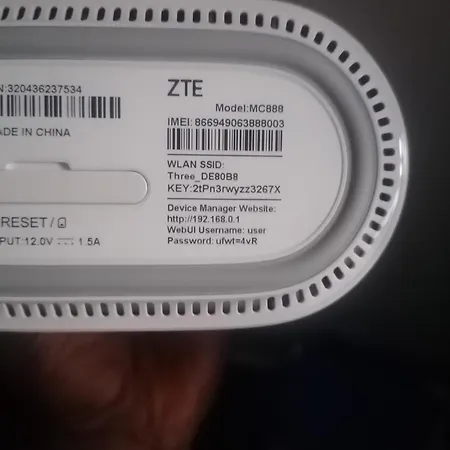 N:320436237534
ADE IN CHINA
RESET/
PUT:12.0V 1.5A
ZTE
Model:MC888
IMEI: 866949063888003
WLAN SSID:
Three_DE80B8
KEY:2tPn3rwyzz3267X
Device Manager Website:
http://192.168.0.1
WebUI Username: user
Password: ufwt=4vR